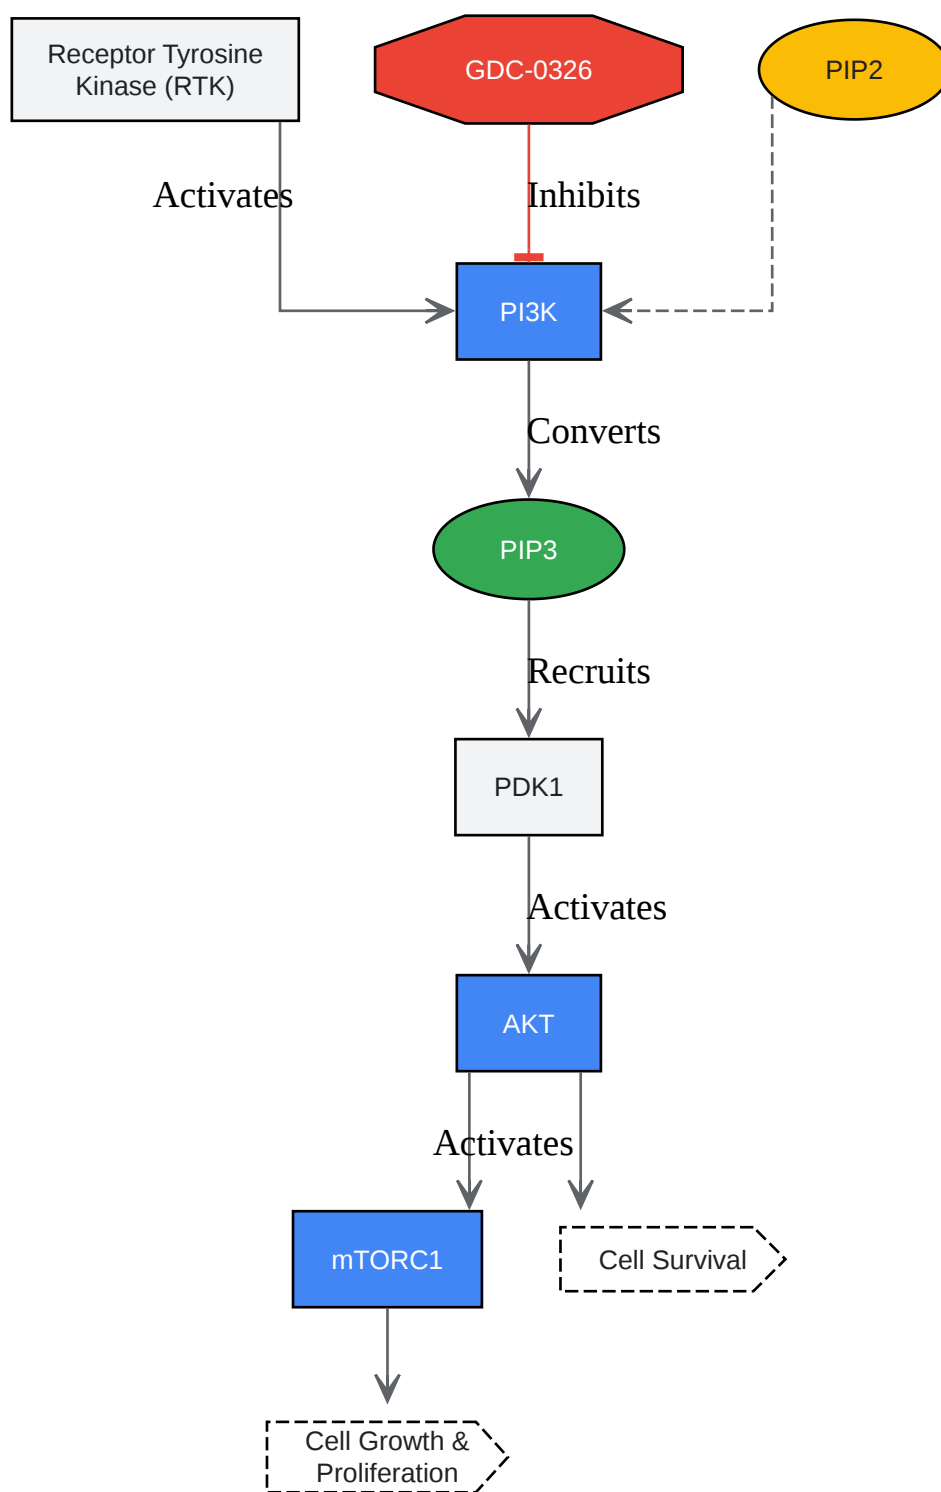 Receptor Tyrosine
Kinase (RTK)
GDC-0326
PIP2
Activates
Inhibits
PI3K
Converts
PIP3
Recruits
PDK1
Activates
AKT
Activates
mTORC1
Cell Survival
Cell Growth &
Proliferation